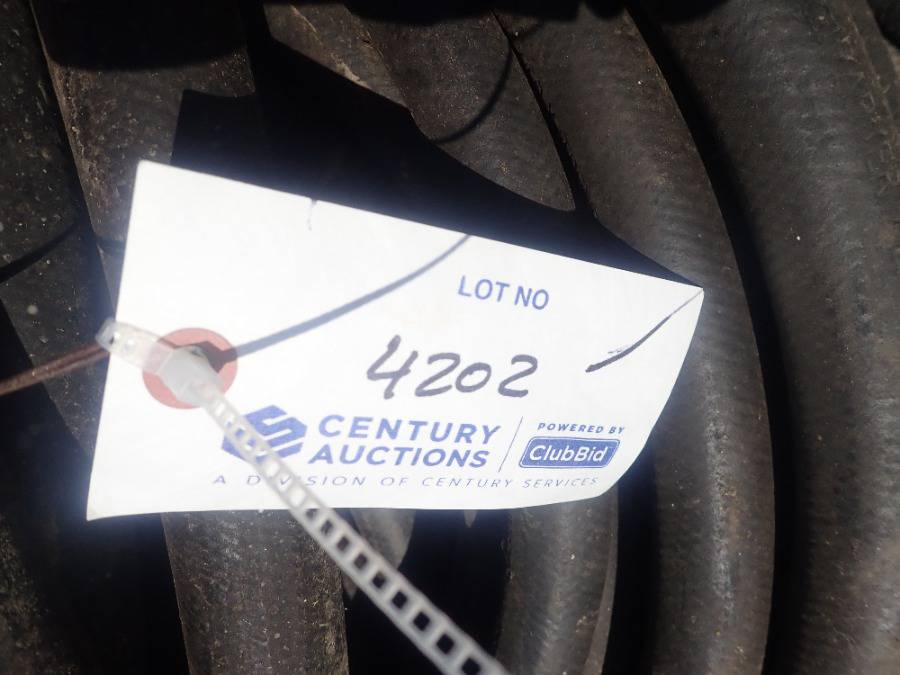 LOT NO
4202
CENTURY
AUCTIONS
POWERED BY
ClubBid
A DIVISION OF CENTURY SERVICES